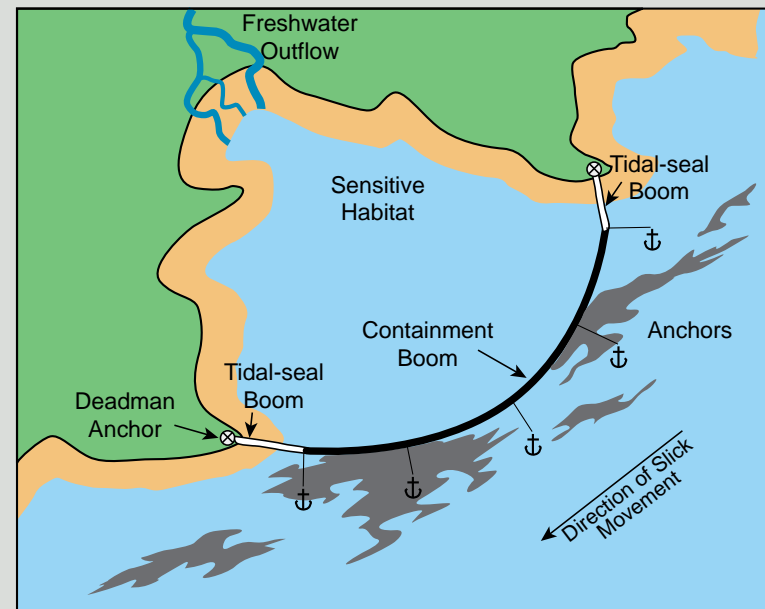 Freshwater
Outflow
Tidal-seal
Boom
Sensitive
Habitat
Containment
Boom
Anchors
Tidal-seal
Boom
Deadman
Anchor
Direction of Slick
Movement